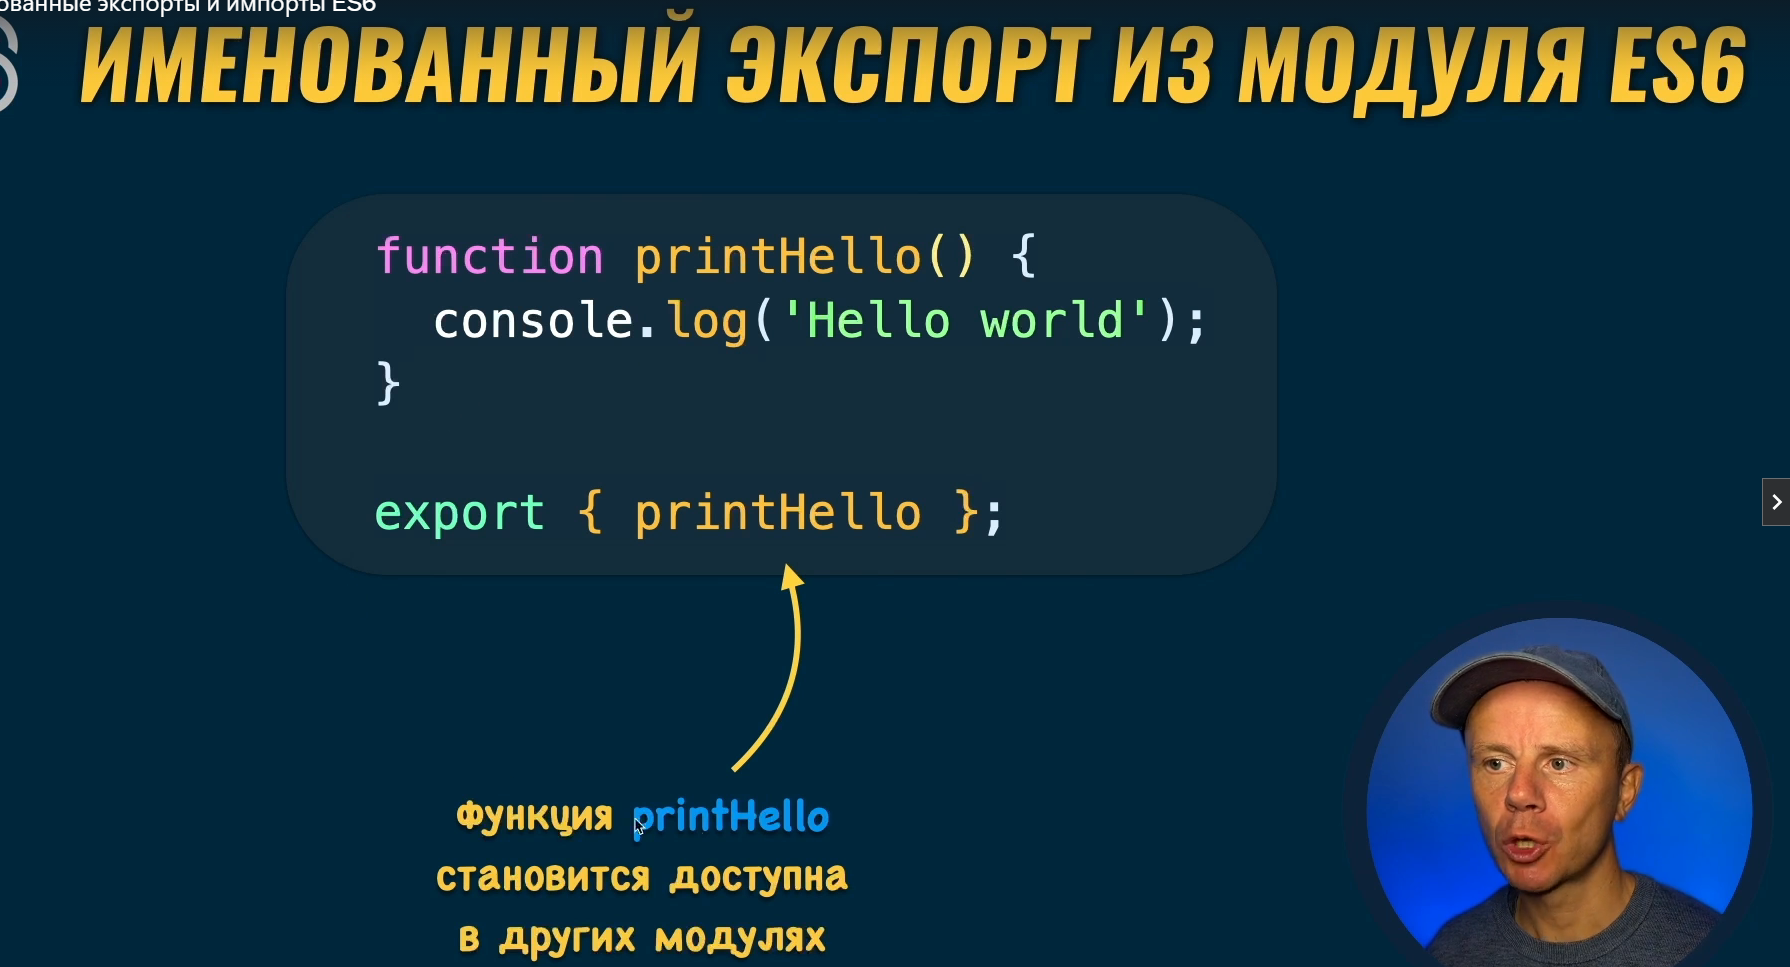 ованные экспорты и импорты ES6
ИМЕНОВАННЫЙ ЭКСПОРТ ИЗ МОДУЛЯ ES6
function printHello() {
  console.log('Hello world');
}
export { printHello };
Функция printHello
становится доступна
в других модулях